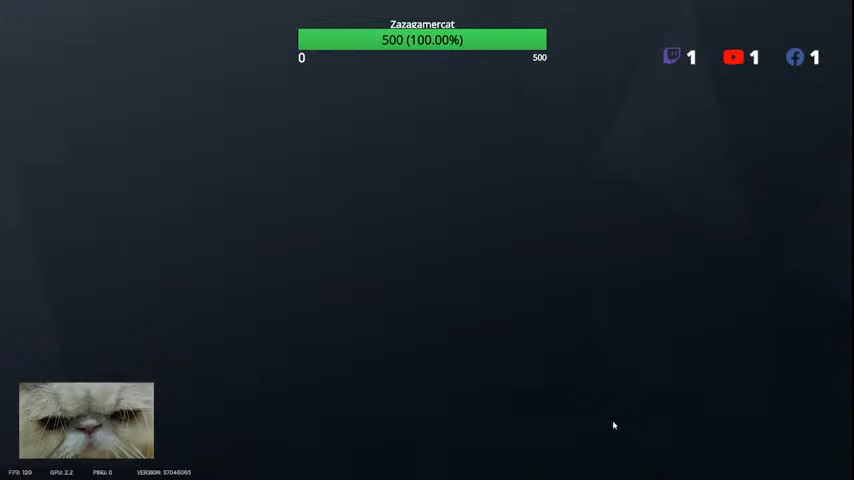 Zazagamercat
500 (100.00%)
0 500
1 1 1
FPS: 120 GPU: 2.2 PING: 0 VERSION: 37046065